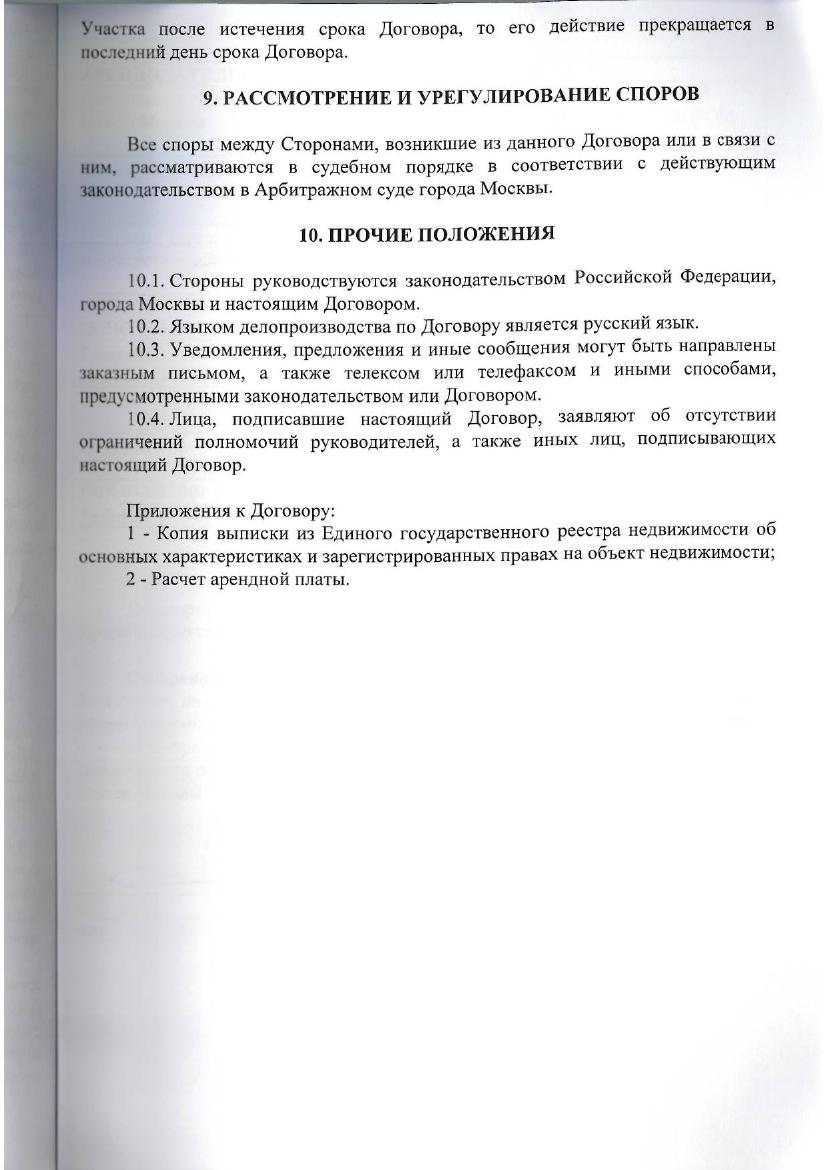 Участка после истечения срока Договора, то его действие прекращается в
последний день срока Договора.
9. РАССМОТРЕНИЕ И УРЕГУЛИРОВАНИЕ СПОРОВ
Все споры между Сторонами, возникшие из данного Договора или в связи с
ним, рассматриваются в судебном порядке в соответствии с действующим
законодательством в Арбитражном суде города Москвы.
10. ПРОЧИЕ ПОЛОЖЕНИЯ
10.1. Стороны руководствуются законодательством Российской Федерации,
города Москвы и настоящим Договором.
10.2. Языком делопроизводства по Договору является русский язык.
10.3. Уведомления, предложения и иные сообщения могут быть направлены
заказным письмом, а также телексом или телефаксом и иными способами,
предусмотренными законодательством или Договором.
10.4. Лица, подписавшие настоящий Договор, заявляют об отсутствии
ограничений полномочий руководителей, а также иных лиц, подписывающих
настоящий Договор.
Приложения к Договору:
1 - Копия выписки из Единого государственного реестра недвижимости об
основных характеристиках и зарегистрированных правах на объект недвижимости;
2 - Расчет арендной платы.